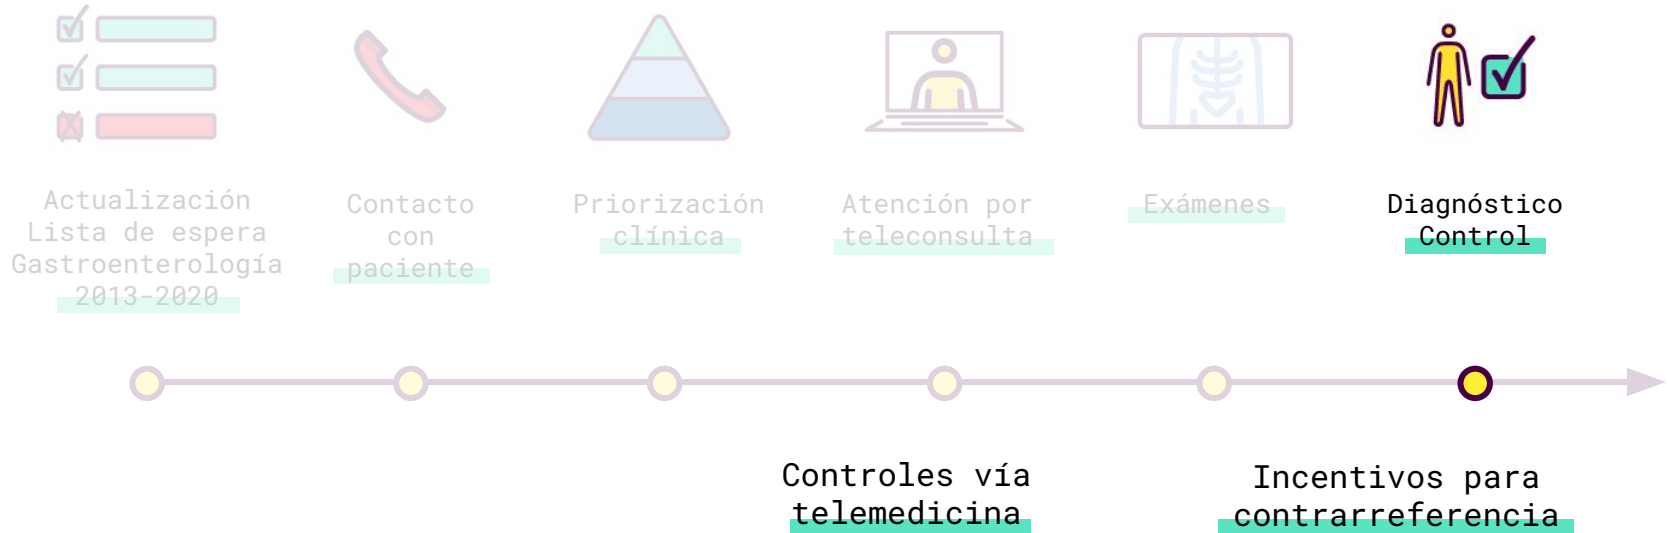 Actualización
Lista de espera
Gastroenterología
2013-2020
Contacto
con
paciente
Priorización
clínica
Atención por
teleconsulta
Exámenes
Diagnóstico
Control
Controles vía
telemedicina
Incentivos para
contrarreferencia